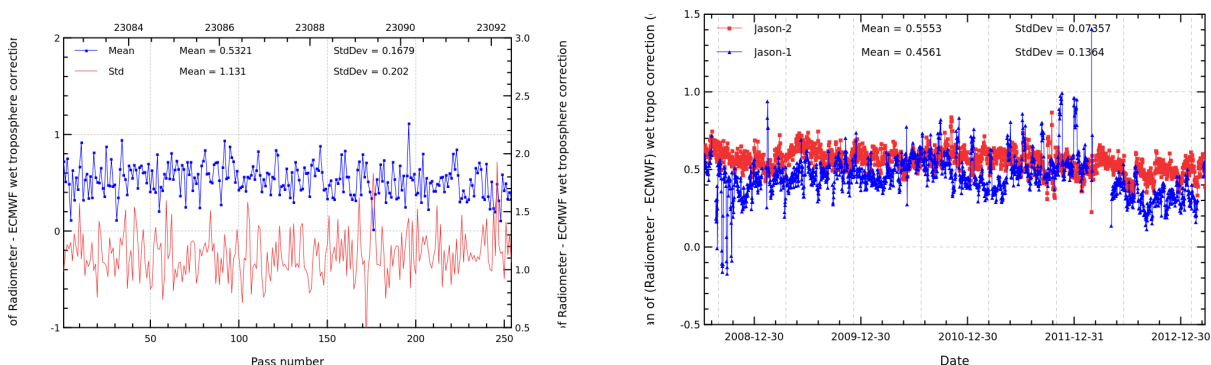 23084 23086 23088 23090 23092
Mean Mean = 0.5321 StdDev = 0.1679
Std Mean = 1.131 StdDev = 0.202
2
1
0
-1
3.0
2.5
2.0
1.5
1.0
0.5
50 100 150 200 250
Pass number
of Radiometer - ECMWF wet troposphere correction
of Radiometer - ECMWF wet troposphere correction
Jason-2 Mean = 0.5553 StdDev = 0.07357
Jason-1 Mean = 0.4561 StdDev = 0.1364
1.5
1.0
0.5
0.0
-0.5
2008-12-30 2009-12-30 2010-12-30 2011-12-31 2012-12-30
Date
an of (Radiometer - ECMWF) wet tropo correction (